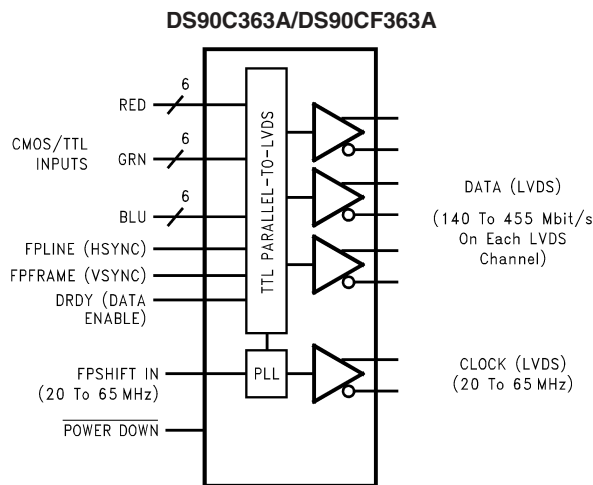 DS90C363A/DS90CF363A
6
RED
CMOS/TTL
INPUTS
6
GRN
6
BLU
FPLINE (HSYNC)
FPFRAME (VSYNC)
DRDY (DATA
ENABLE)
FPSHIFT IN
(20 To 65 MHz)
POWER DOWN
TTL PARALLEL-TO-LVDS
PLL
DATA (LVDS)
(140 To 455 Mbit/s
On Each LVDS
Channel)
CLOCK (LVDS)
(20 To 65 MHz)